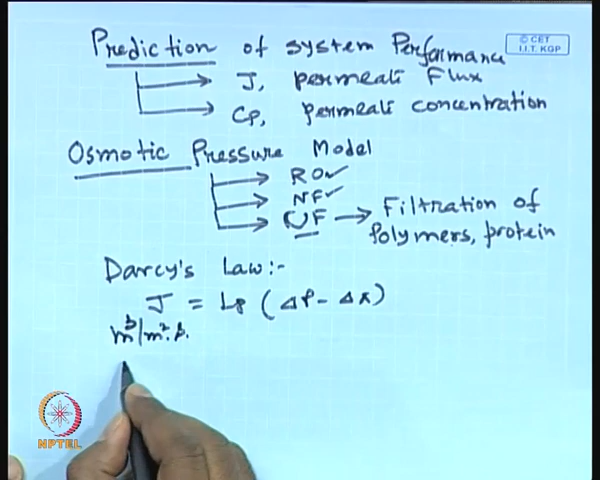 © CET
I.I.T. KGP
Prediction of system Performance
J, permeate Flux
Cp, permeate concentration
Osmotic Pressure Model
RO✓
NF✓
UF → Filtration of
polymers, protein
Darcy's Law:-
J = Lp (ΔP - Δπ)
m³/m².s.
NPTEL